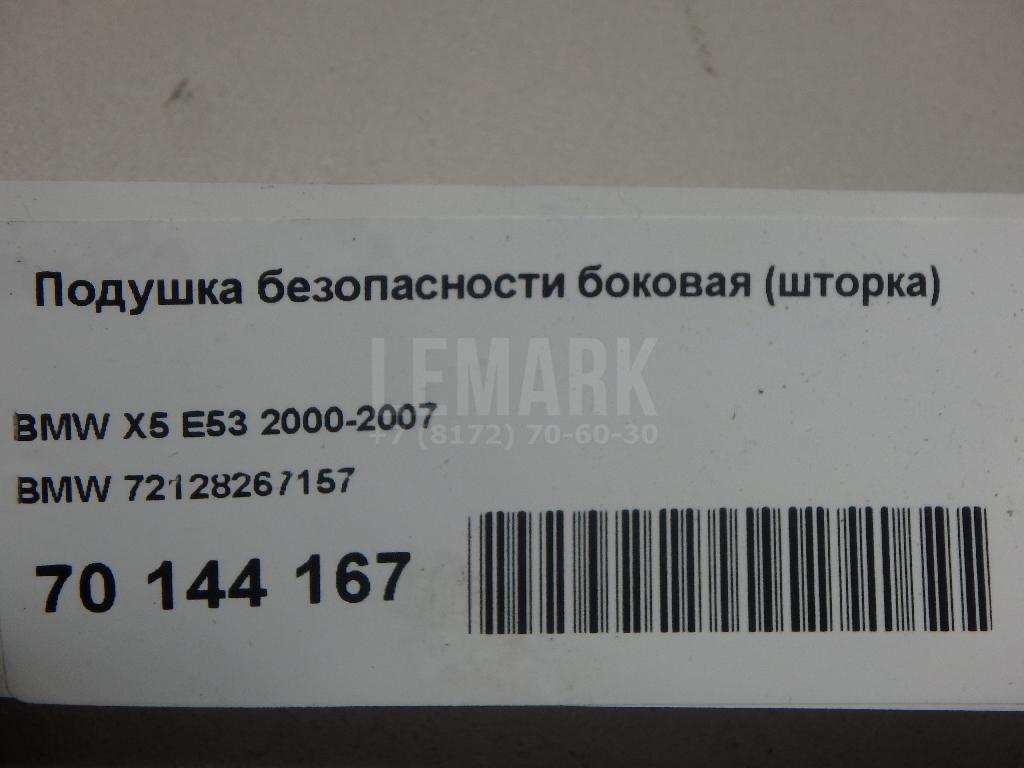 Подушка безопасности боковая (шторка)
LEMARK
+7 (8172) 70-60-30
BMW X5 E53 2000-2007
BMW 72128267157
70 144 167